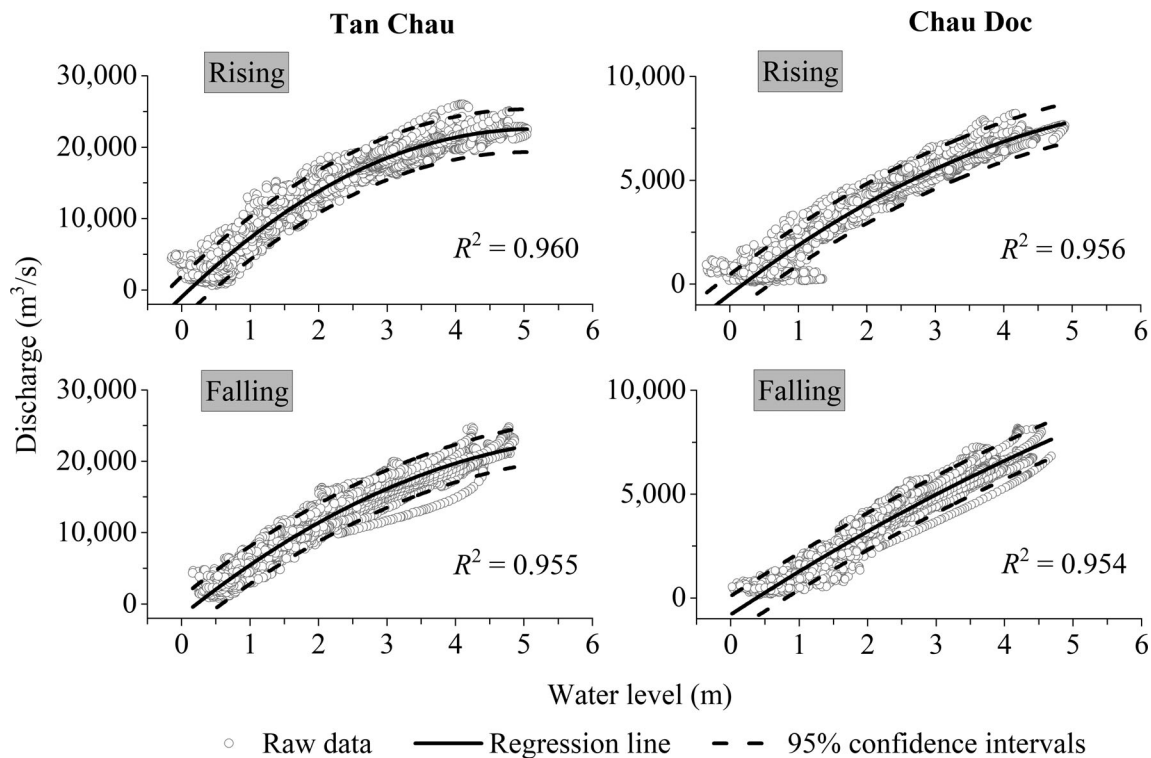 Tan Chau
Chau Doc
Discharge (m³/s)
Rising
30,000
20,000
10,000
0
R² = 0.960
0 1 2 3 4 5 6
Rising
10,000
5,000
0
R² = 0.956
0 1 2 3 4 5 6
Falling
30,000
20,000
10,000
0
R² = 0.955
0 1 2 3 4 5 6
Falling
10,000
5,000
0
R² = 0.954
0 1 2 3 4 5 6
Water level (m)
Raw data Regression line 95% confidence intervals